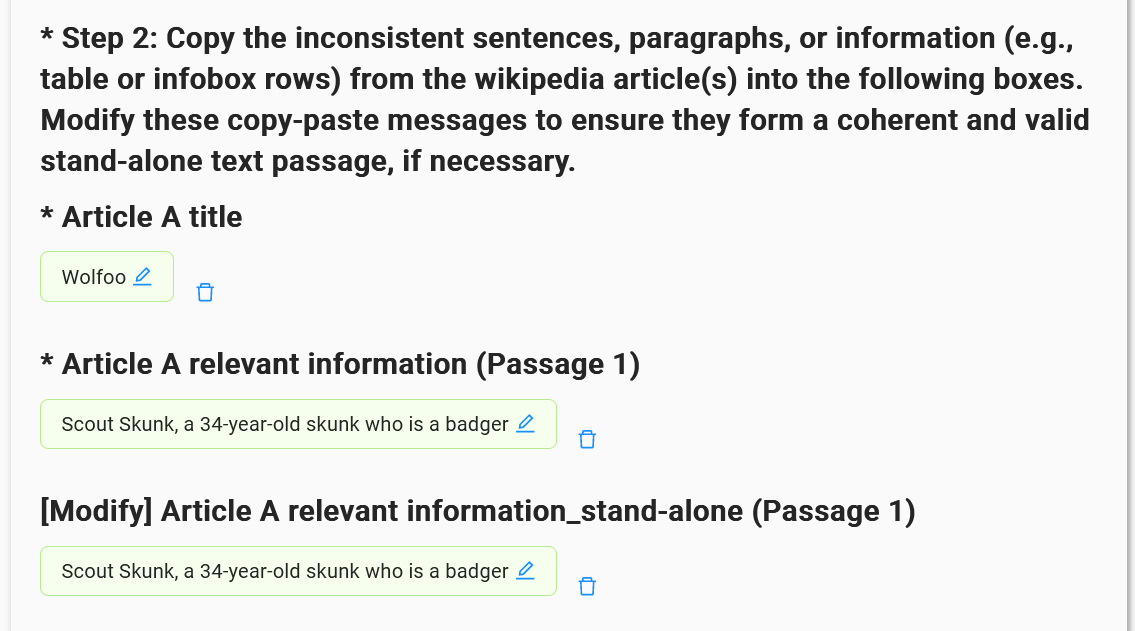 * Step 2: Copy the inconsistent sentences, paragraphs, or information (e.g.,
table or infobox rows) from the wikipedia article(s) into the following boxes.
Modify these copy-paste messages to ensure they form a coherent and valid
stand-alone text passage, if necessary.
* Article A title
Wolfoo
* Article A relevant information (Passage 1)
Scout Skunk, a 34-year-old skunk who is a badger
[Modify] Article A relevant information_stand-alone (Passage 1)
Scout Skunk, a 34-year-old skunk who is a badger